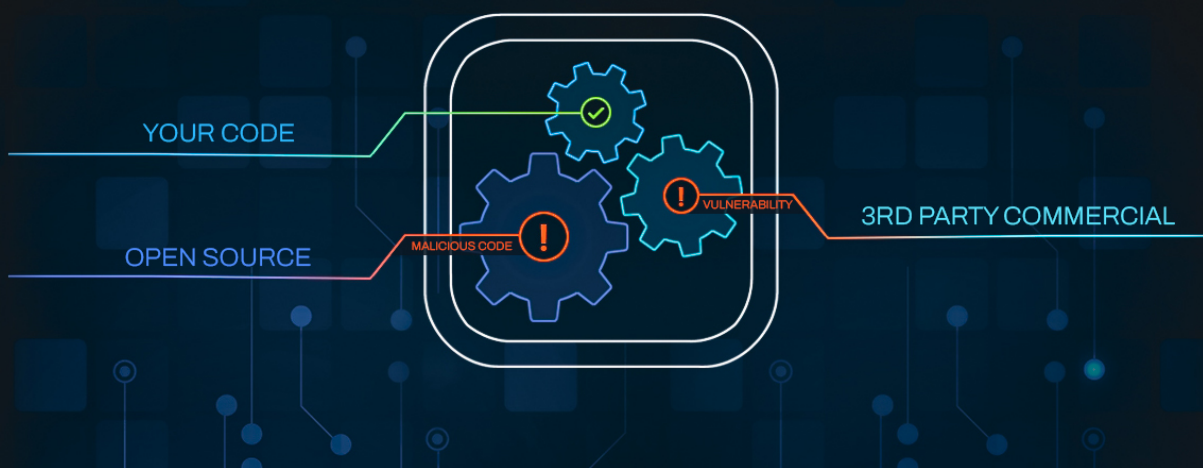 YOUR CODE
OPEN SOURCE
MALICIOUS CODE
VULNERABILITY
3RD PARTY COMMERCIAL